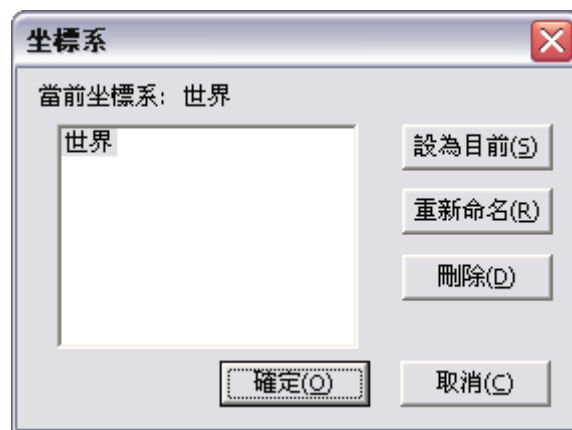 坐標系
當前坐標系: 世界
世界
設為目前(S)
重新命名(R)
刪除(D)
確定(O)
取消(C)